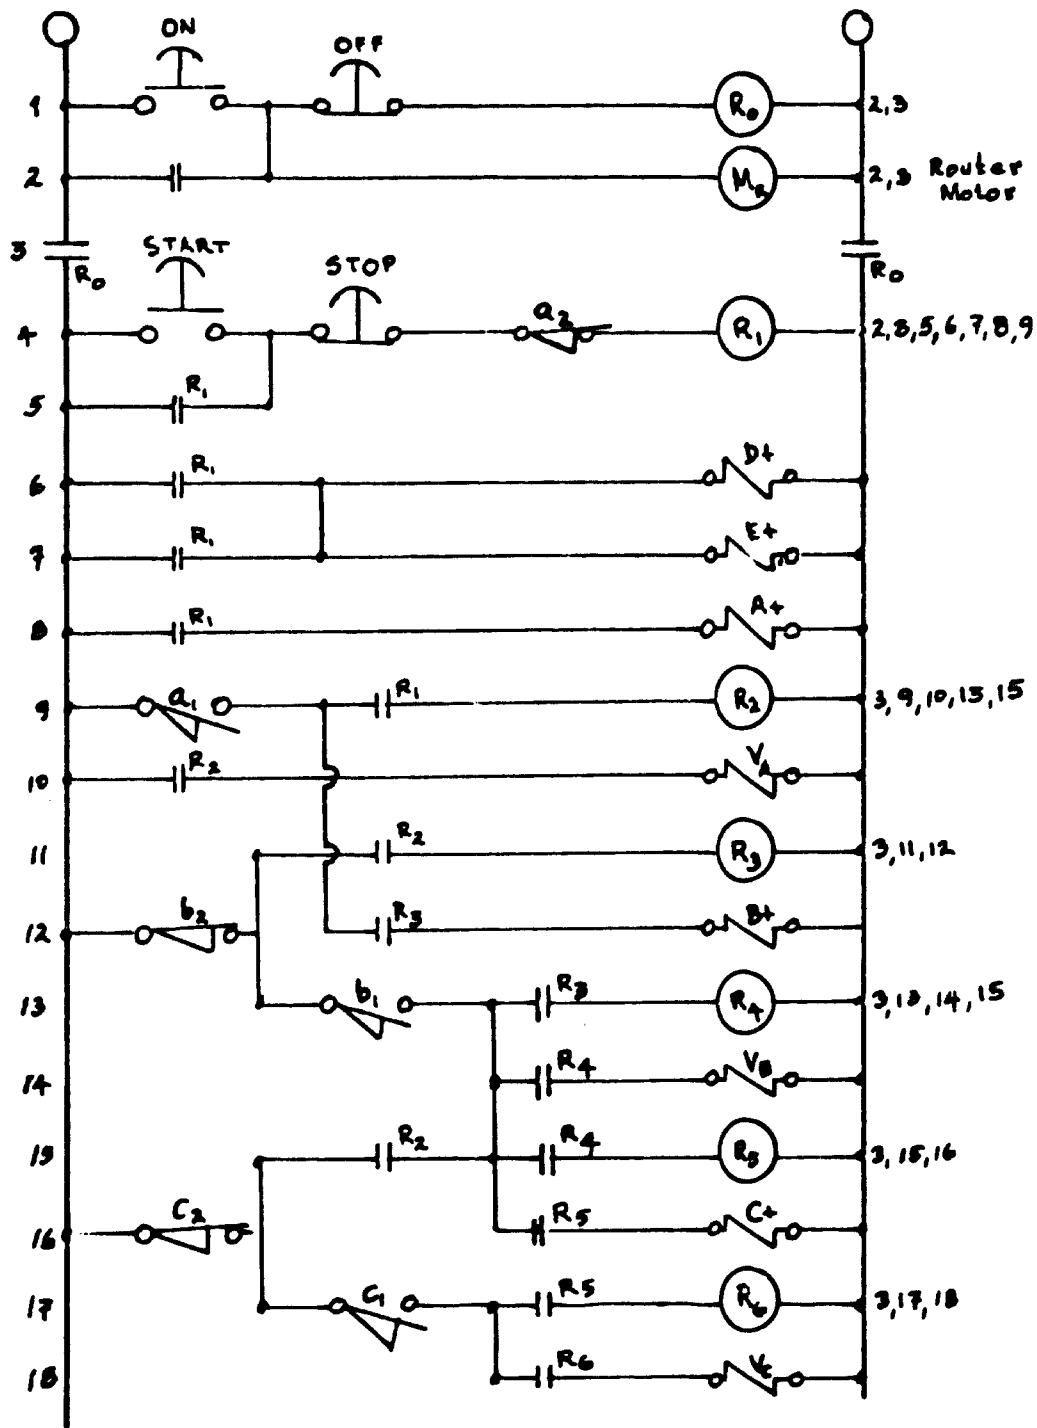 ON
OFF
1 R0 2,3
2 MR 2,3 Router Motor
3 R0 R0
START
STOP
4 a2 R1 2,3,5,6,7,8,9
5 R1
6 R1 D+
7 R1 E+
8 R1 A+
9 a1 R1 R2 3,9,10,13,15
10 R2 VA
11 R2 R3 3,11,12
12 b2 R3 B+
13 b1 R3 R4 3,13,14,15
14 R4 VB
15 R2 R4 R5 3,15,16
16 C2 R5 C+
17 C1 R5 R6 3,17,18
18 R6 VC